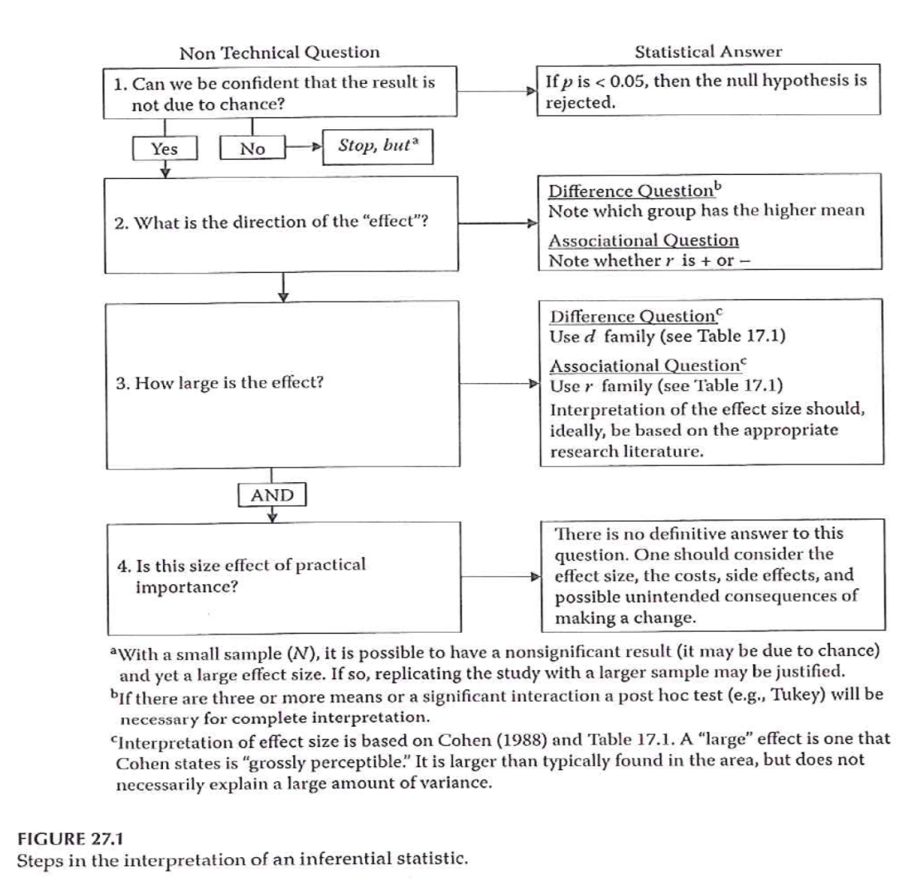 Non Technical Question
Statistical Answer
1. Can we be confident that the result is
not due to chance?
If p is < 0.05, then the null hypothesis is
rejected.
Yes
No
Stop, butᵃ
2. What is the direction of the “effect”?
Difference Questionᵇ
Note which group has the higher mean
Associational Question
Note whether r is + or –
3. How large is the effect?
Difference Questionᶜ
Use d family (see Table 17.1)
Associational Questionᶜ
Use r family (see Table 17.1)
Interpretation of the effect size should,
ideally, be based on the appropriate
research literature.
AND
4. Is this size effect of practical
importance?
There is no definitive answer to this
question. One should consider the
effect size, the costs, side effects, and
possible unintended consequences of
making a change.
ᵃWith a small sample (N), it is possible to have a nonsignificant result (it may be due to chance)
and yet a large effect size. If so, replicating the study with a larger sample may be justified.
ᵇIf there are three or more means or a significant interaction a post hoc test (e.g., Tukey) will be
necessary for complete interpretation.
ᶜInterpretation of effect size is based on Cohen (1988) and Table 17.1. A “large” effect is one that
Cohen states is “grossly perceptible.” It is larger than typically found in the area, but does not
necessarily explain a large amount of variance.
FIGURE 27.1
Steps in the interpretation of an inferential statistic.